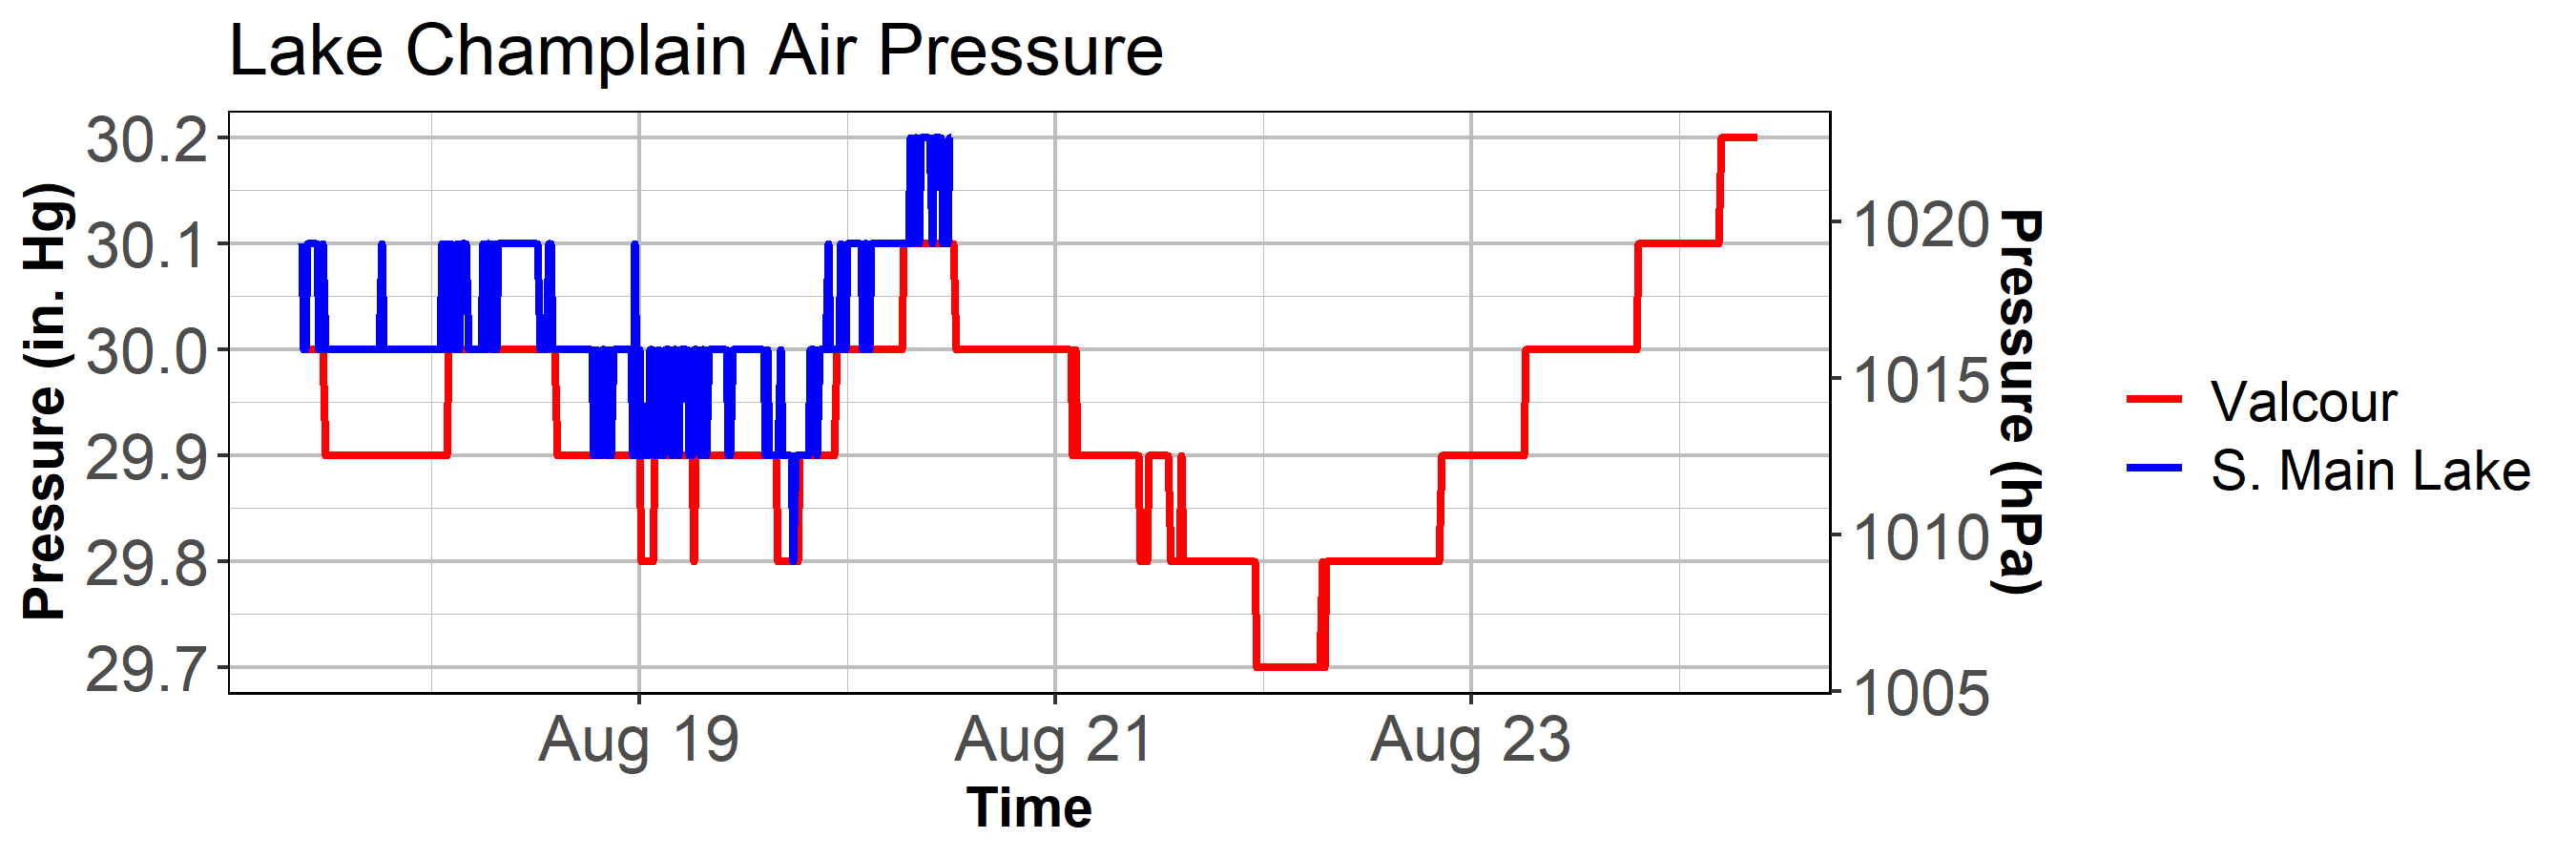 Lake Champlain Air Pressure
Pressure (in. Hg)
30.2
30.1
30.0
29.9
29.8
29.7
Aug 19
Aug 21
Aug 23
Time
1020
1015
1010
1005
Pressure (hPa)
Valcour
S. Main Lake